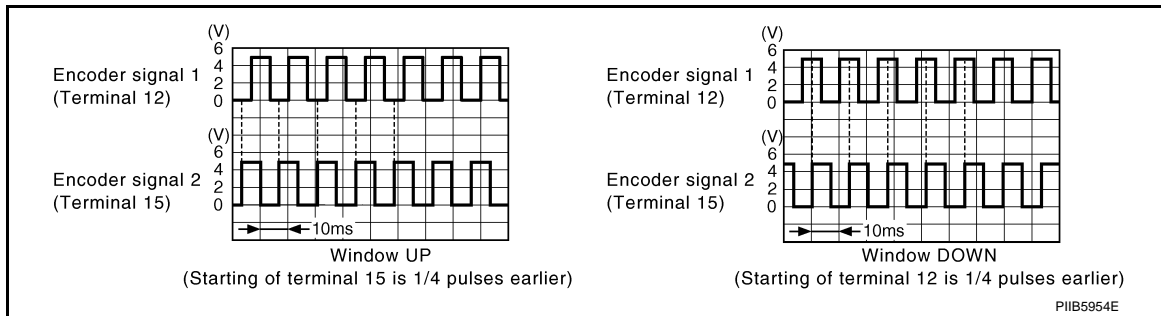 (V)
6
4
2
0
Encoder signal 1
(Terminal 12)
(V)
6
4
2
0
Encoder signal 2
(Terminal 15)
10ms
Window UP
(Starting of terminal 15 is 1/4 pulses earlier)
(V)
6
4
2
0
Encoder signal 1
(Terminal 12)
(V)
6
4
2
0
Encoder signal 2
(Terminal 15)
10ms
Window DOWN
(Starting of terminal 12 is 1/4 pulses earlier)
PIIB5954E